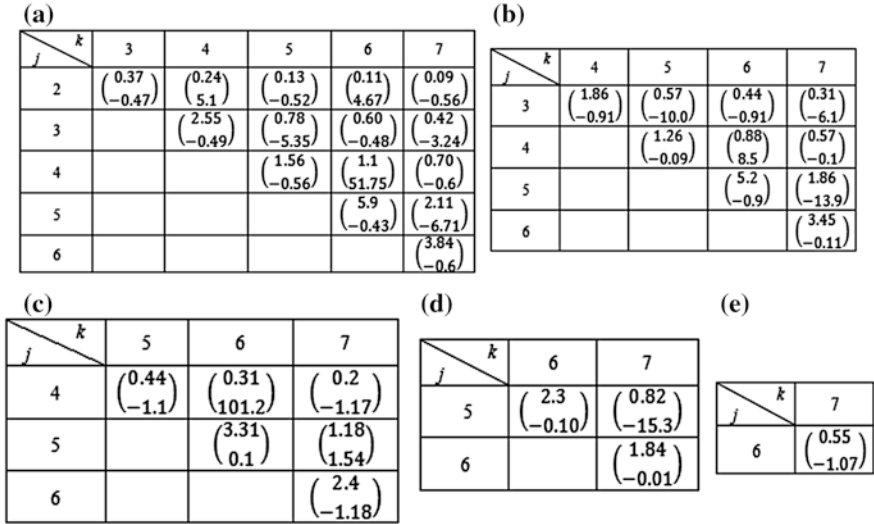 (a)
k 3 4 5 6 7
j
2 (0.37 −0.47) (0.24 5.1) (0.13 −0.52) (0.11 4.67) (0.09 −0.56)
3 (2.55 −0.49) (0.78 −5.35) (0.60 −0.48) (0.42 −3.24)
4 (1.56 −0.56) (1.1 51.75) (0.70 −0.6)
5 (5.9 −0.43) (2.11 −6.71)
6 (3.84 −0.6)
(b)
k 4 5 6 7
j
3 (1.86 −0.91) (0.57 −10.0) (0.44 −0.91) (0.31 −6.1)
4 (1.26 −0.09) (0.88 8.5) (0.57 −0.1)
5 (5.2 −0.9) (1.86 −13.9)
6 (3.45 −0.11)
(c)
k 5 6 7
j
4 (0.44 −1.1) (0.31 101.2) (0.2 −1.17)
5 (3.31 0.1) (1.18 1.54)
6 (2.4 −1.18)
(d)
k 6 7
j
5 (2.3 −0.10) (0.82 −15.3)
6 (1.84 −0.01)
(e)
k 7
j
6 (0.55 −1.07)